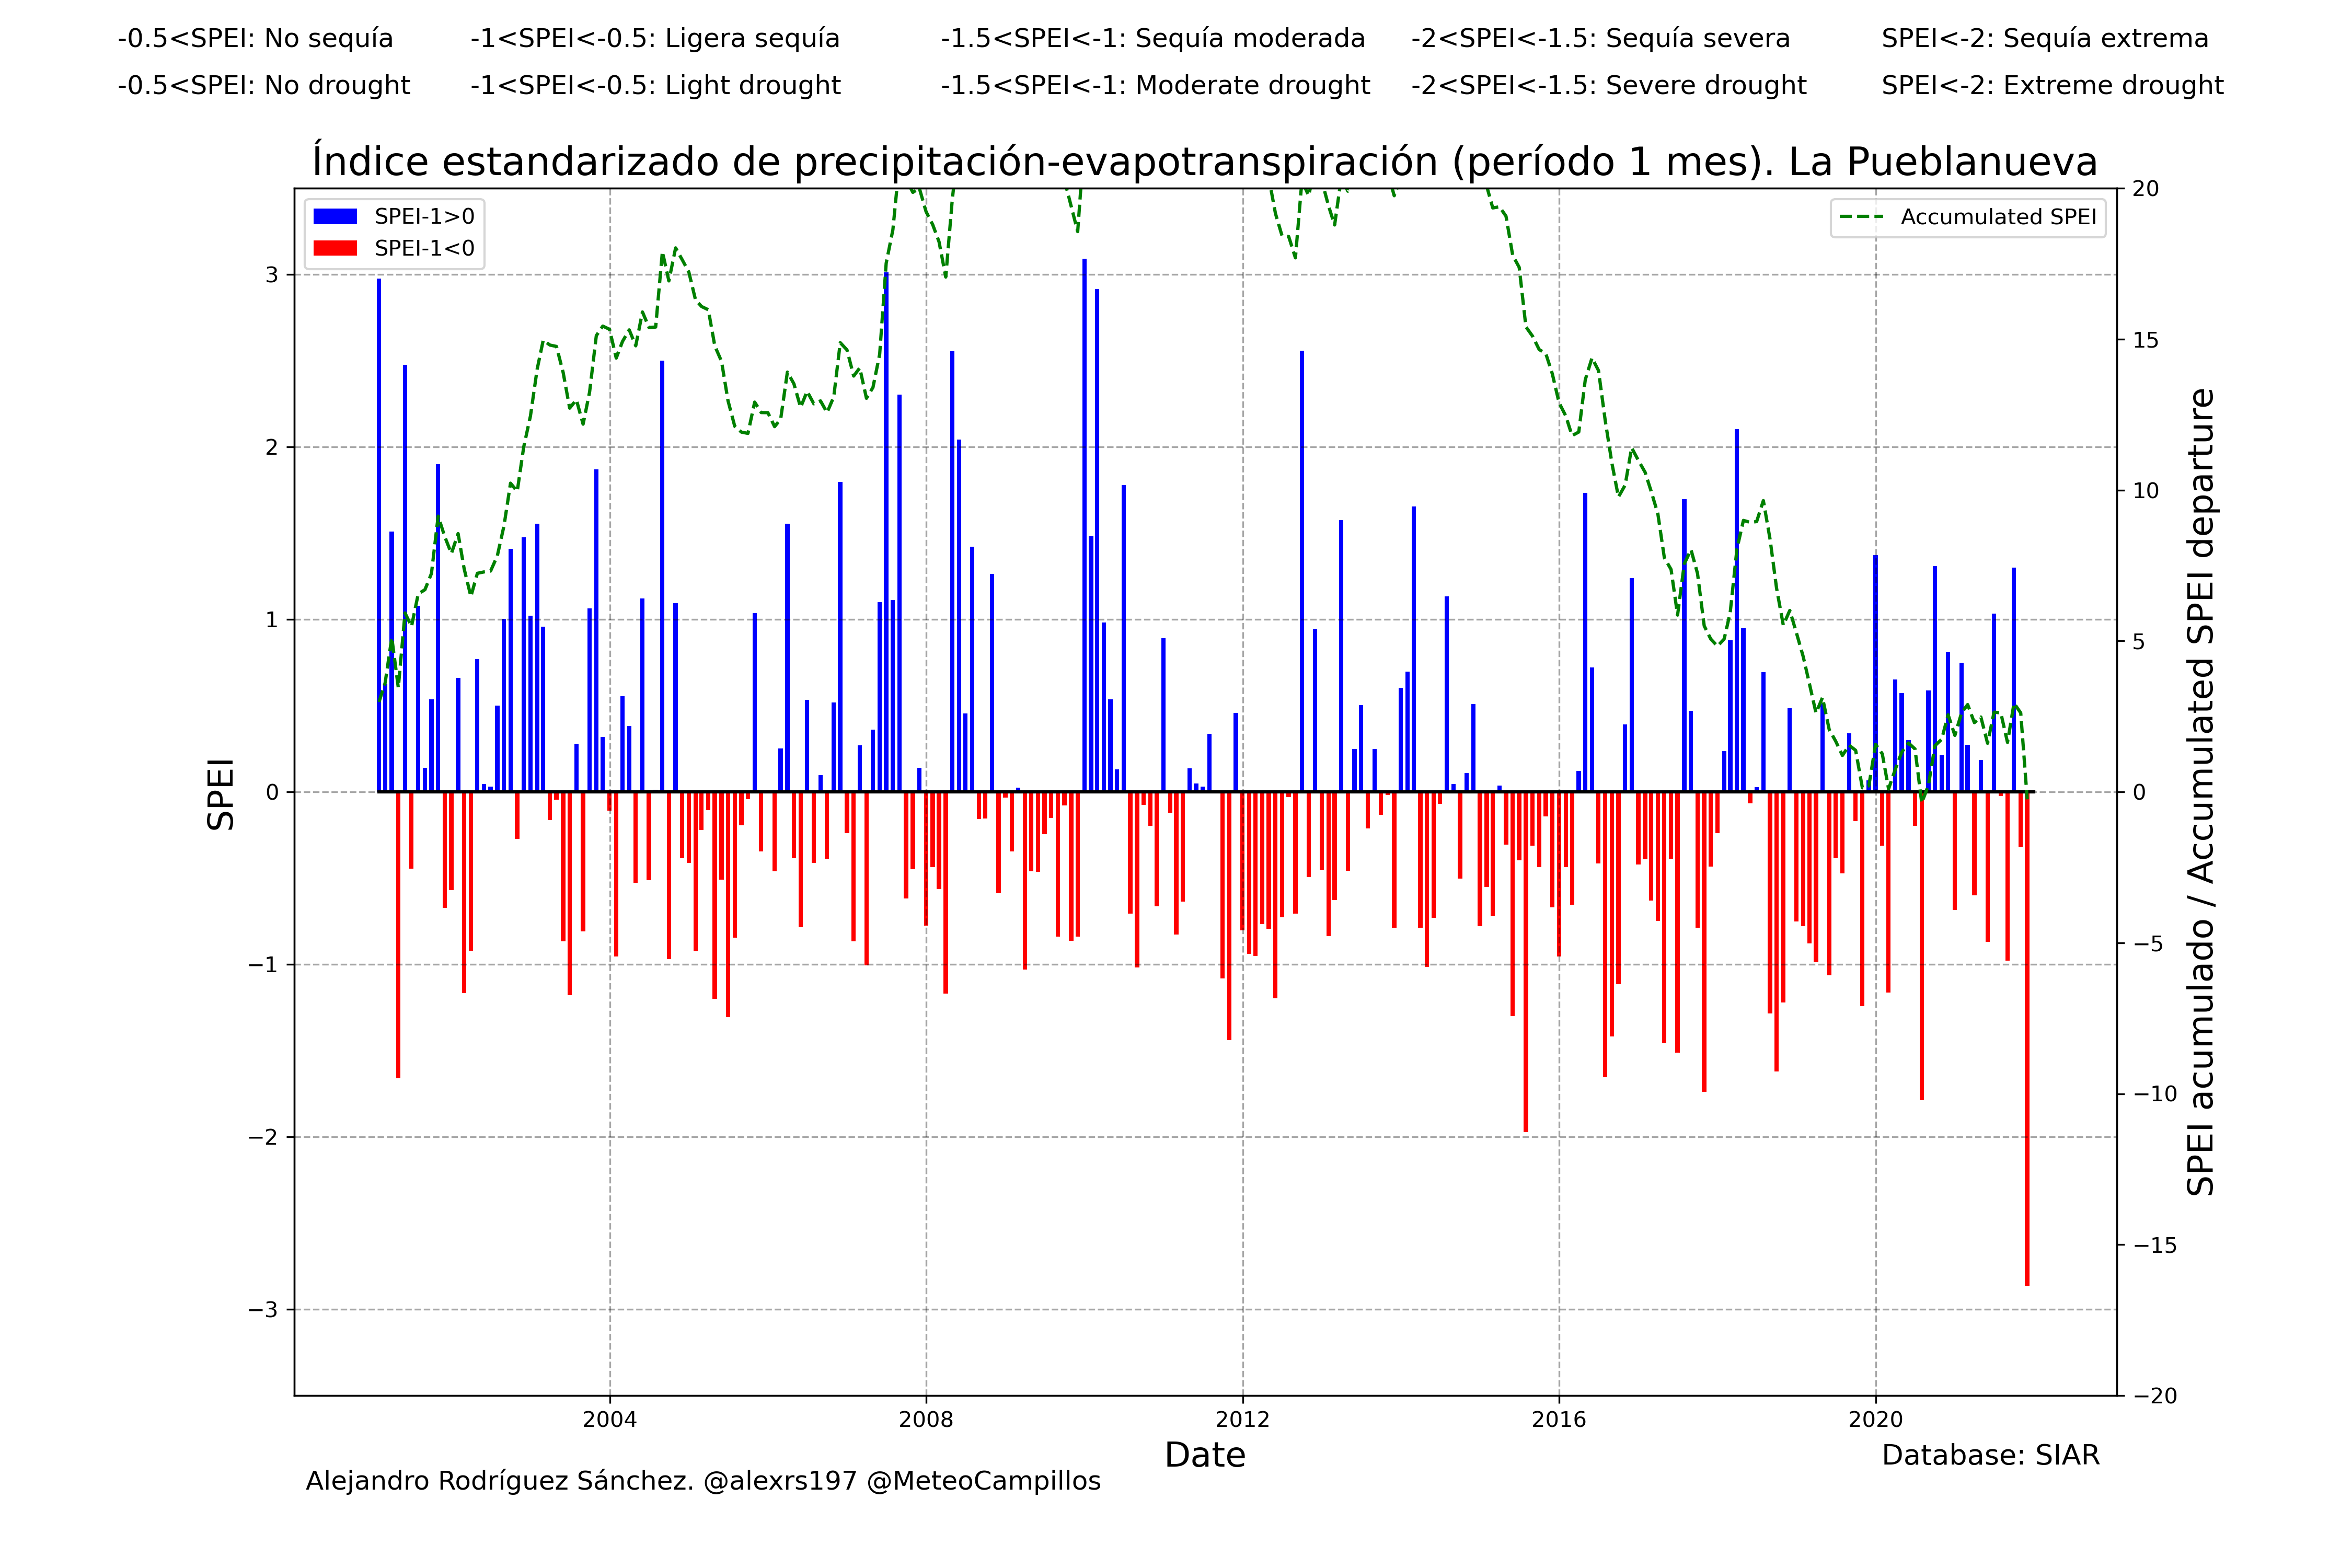 -0.5<SPEI: No sequía -1<SPEI<-0.5: Ligera sequía -1.5<SPEI<-1: Sequía moderada -2<SPEI<-1.5: Sequía severa SPEI<-2: Sequía extrema
-0.5<SPEI: No drought -1<SPEI<-0.5: Light drought -1.5<SPEI<-1: Moderate drought -2<SPEI<-1.5: Severe drought SPEI<-2: Extreme drought
Índice estandarizado de precipitación-evapotranspiración (período 1 mes). La Pueblanueva
SPEI-1>0
SPEI-1<0
Accumulated SPEI
SPEI
3
2
1
0
−1
−2
−3
20
15
10
5
0
−5
−10
−15
−20
SPEI acumulado / Accumulated SPEI departure
2004 2008 2012 2016 2020
Date
Database: SIAR
Alejandro Rodríguez Sánchez. @alexrs197 @MeteoCampillos